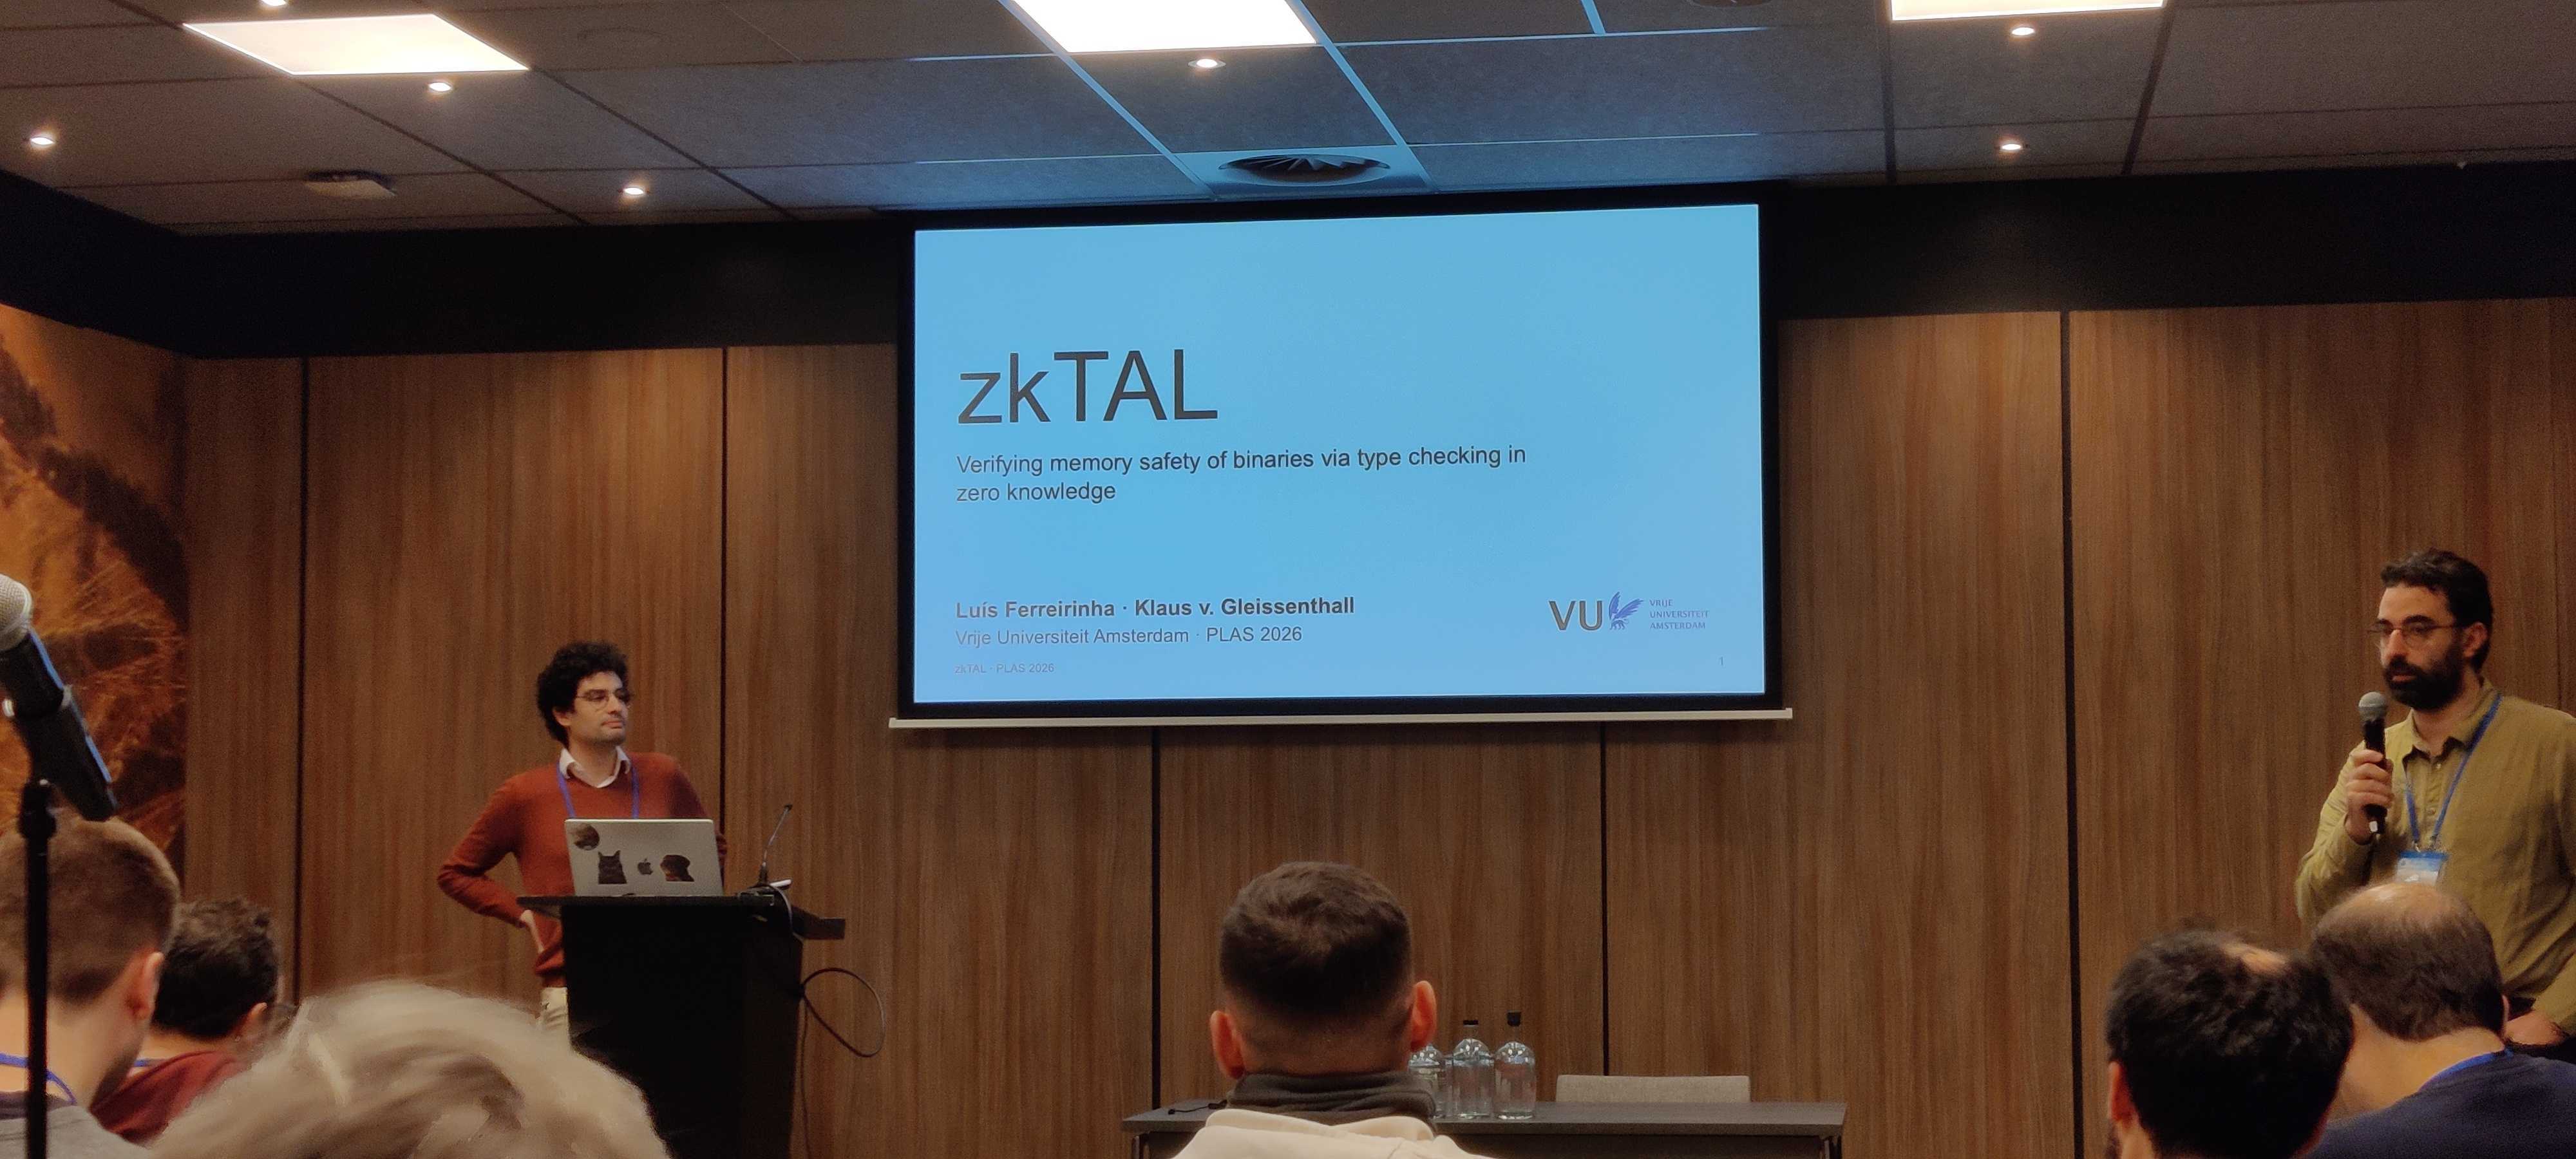 zkTAL
Verifying memory safety of binaries via type checking in
zero knowledge
Luís Ferreirinha · Klaus v. Gleissenthall
Vrije Universiteit Amsterdam · PLAS 2026
zkTAL · PLAS 2026
VU
VRIJE
UNIVERSITEIT
AMSTERDAM
1